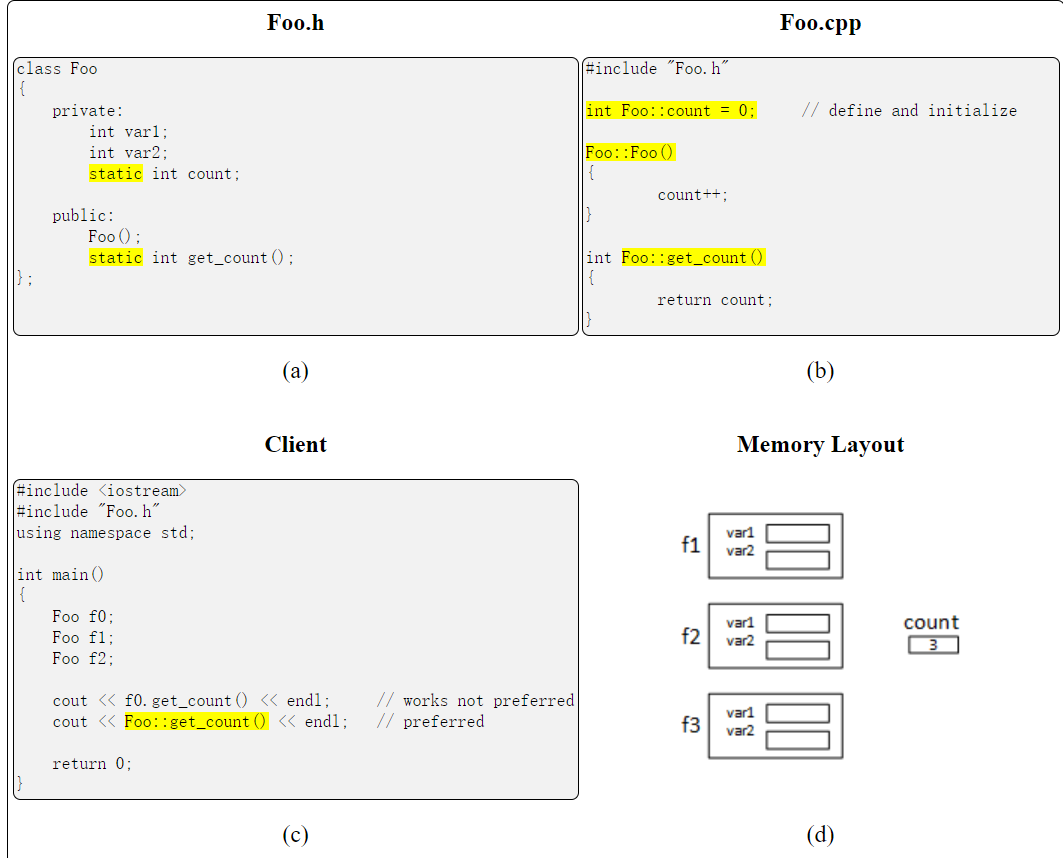 Foo.h
class Foo
{
    private:
        int var1;
        int var2;
        static int count;
    public:
        Foo();
        static int get_count();
};
(a)
Foo.cpp
#include "Foo.h"
int Foo::count = 0;     // define and initialize
Foo::Foo()
{
        count++;
}
int Foo::get_count()
{
        return count;
}
(b)
Client
#include <iostream>
#include "Foo.h"
using namespace std;
int main()
{
    Foo f0;
    Foo f1;
    Foo f2;
    cout << f0.get_count() << endl;     // works not preferred
    cout << Foo::get_count() << endl;   // preferred
    return 0;
}
(c)
Memory Layout
f1
var1
var2
f2
var1
var2
count
3
f3
var1
var2
(d)